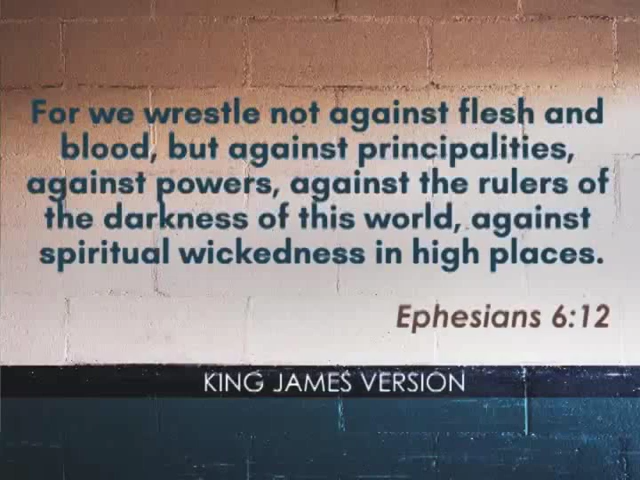 For we wrestle not against flesh and
blood, but against principalities,
against powers, against the rulers of
the darkness of this world, against
spiritual wickedness in high places.
Ephesians 6:12
KING JAMES VERSION